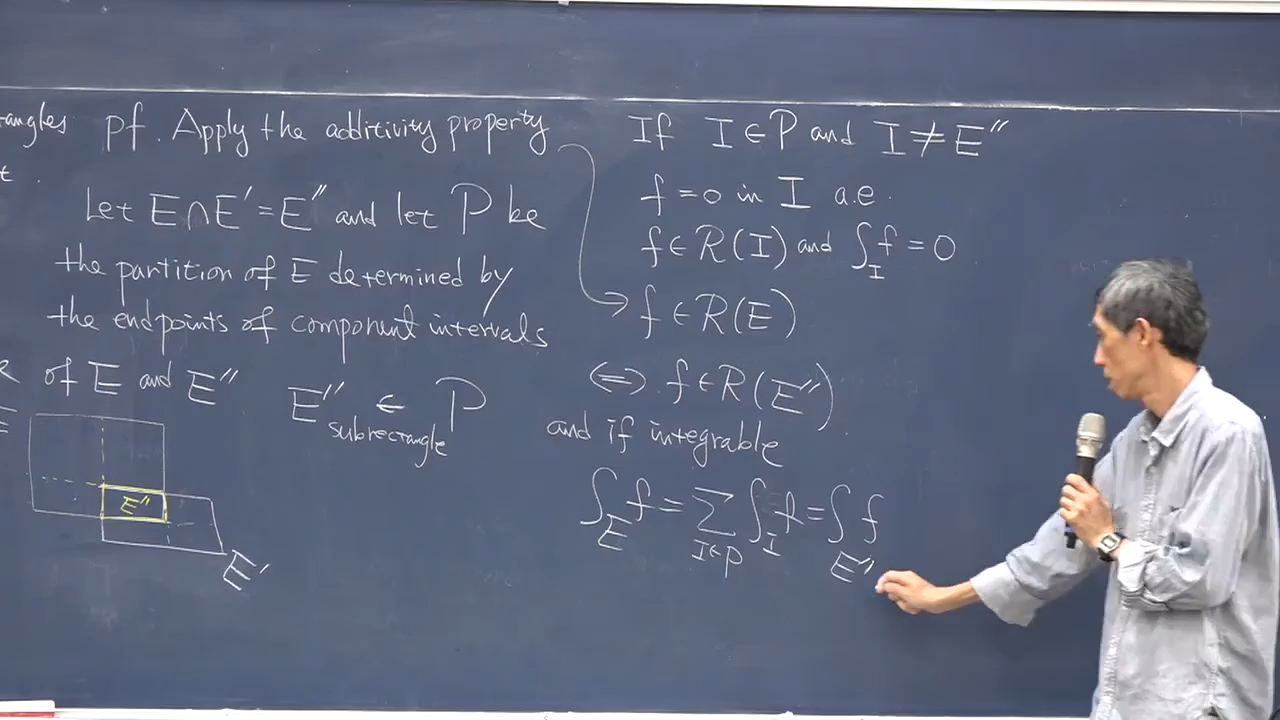 angles
t.
pf. Apply the additivity property
Let E∩E'=E'' and let P be
the partition of E determined by
the endpoints of component intervals
R of E and E'' E'' ∈ P
subrectangle
E''
E'
If I∈P and I≠E''
f=0 in I a.e.
f∈R(I) and ∫_I f=0
→ f∈R(E)
⇔ f∈R(E'').
and if integrable
∫_E f = ∑_{I∈P} ∫_I f = ∫_{E''} f